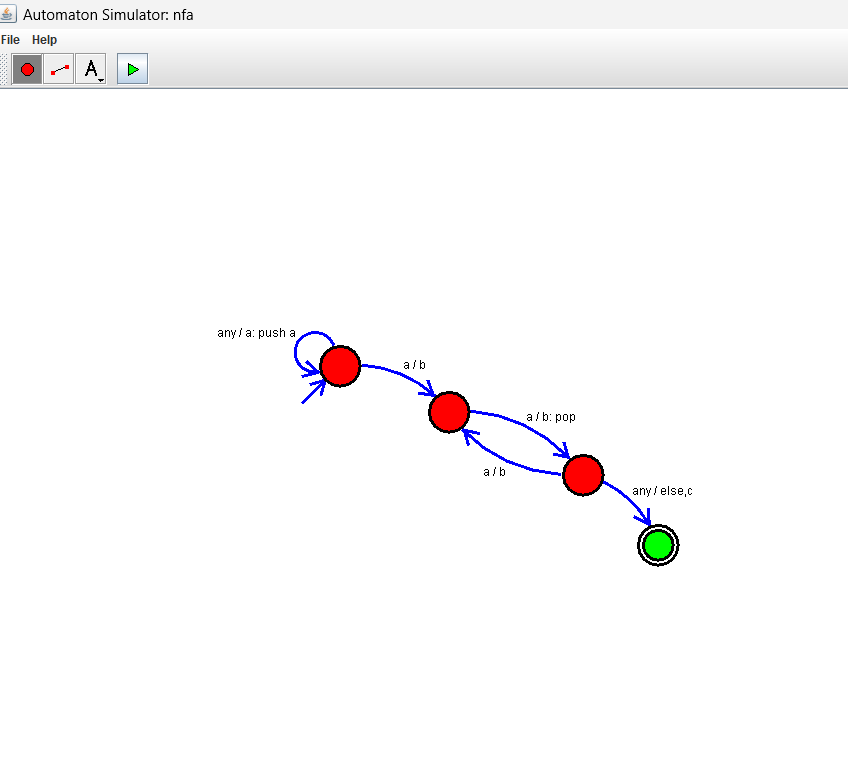 Automaton Simulator: nfa
File Help
A
any / a: push a
a / b
a / b: pop
a / b
any / else,c